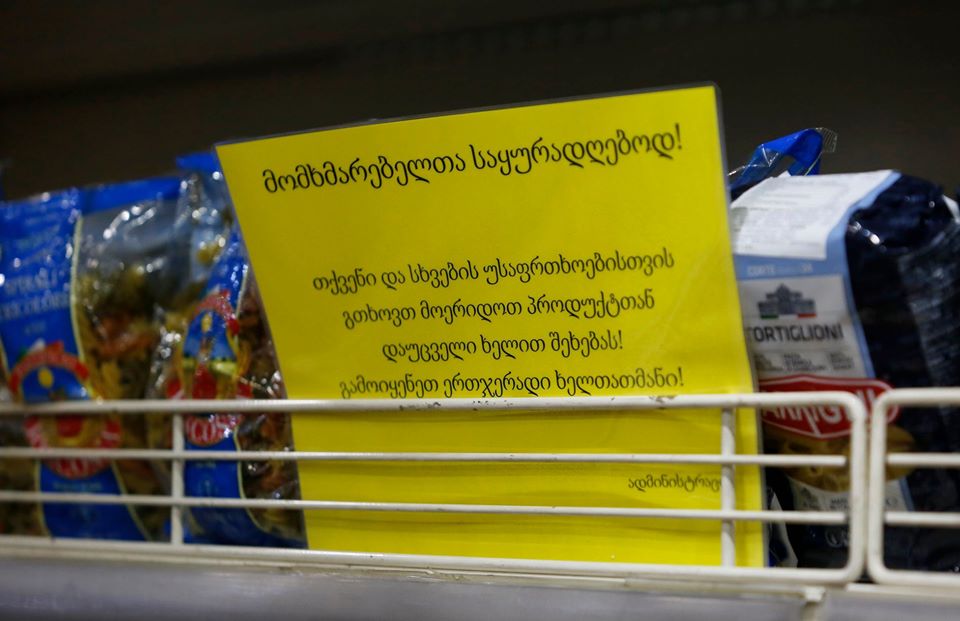 მომხმარებელთა საყურადღებოდ!
თქვენი და სხვების უსაფრთხოებისთვის
გთხოვთ მოერიდოთ პროდუქტთან
დაუცველი ხელით შეხებას!
გამოიყენეთ ერთჯერადი ხელთათმანი!
TORTIGLIONI